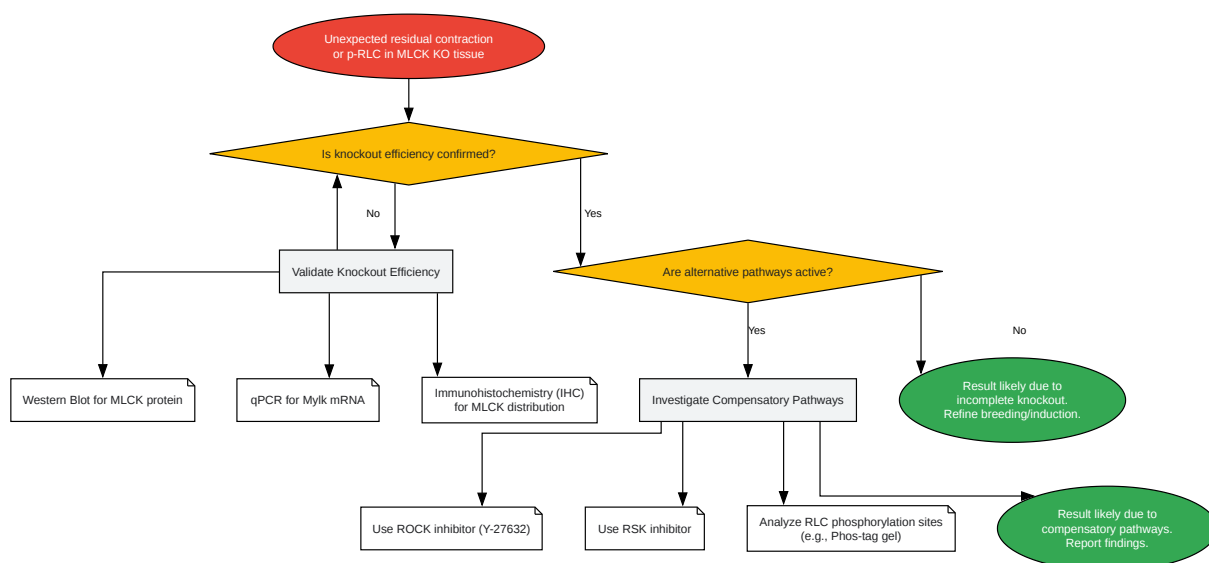 Unexpected residual contraction
or p-RLC in MLCK KO tissue
Is knockout efficiency confirmed?
No
Yes
Validate Knockout Efficiency
Are alternative pathways active?
Yes
No
Western Blot for MLCK protein
qPCR for Mylk mRNA
Immunohistochemistry (IHC)
for MLCK distribution
Investigate Compensatory Pathways
Result likely due to
incomplete knockout.
Refine breeding/induction.
Use ROCK inhibitor (Y-27632)
Use RSK inhibitor
Analyze RLC phosphorylation sites
(e.g., Phos-tag gel)
Result likely due to
compensatory pathways.
Report findings.